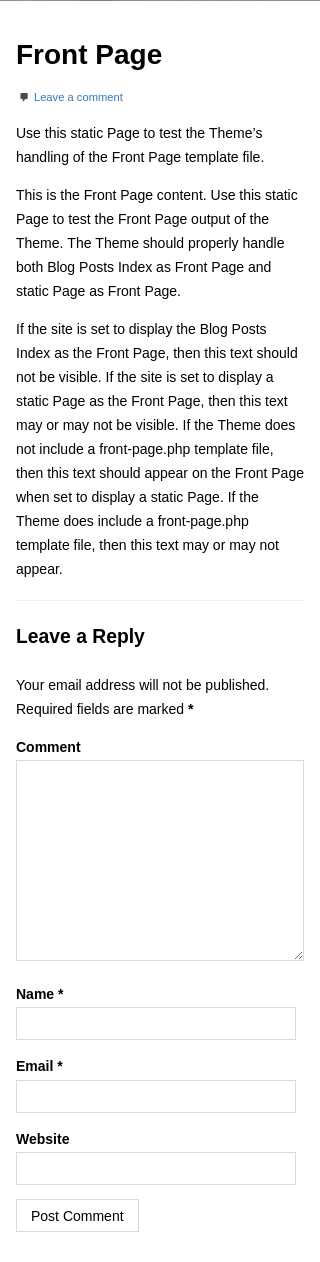 Front Page
Leave a comment
Use this static Page to test the Theme’s
handling of the Front Page template file.
This is the Front Page content. Use this static
Page to test the Front Page output of the
Theme. The Theme should properly handle
both Blog Posts Index as Front Page and
static Page as Front Page.
If the site is set to display the Blog Posts
Index as the Front Page, then this text should
not be visible. If the site is set to display a
static Page as the Front Page, then this text
may or may not be visible. If the Theme does
not include a front-page.php template file,
then this text should appear on the Front Page
when set to display a static Page. If the
Theme does include a front-page.php
template file, then this text may or may not
appear.
Leave a Reply
Your email address will not be published.
Required fields are marked *
Comment
Name *
Email *
Website
Post Comment